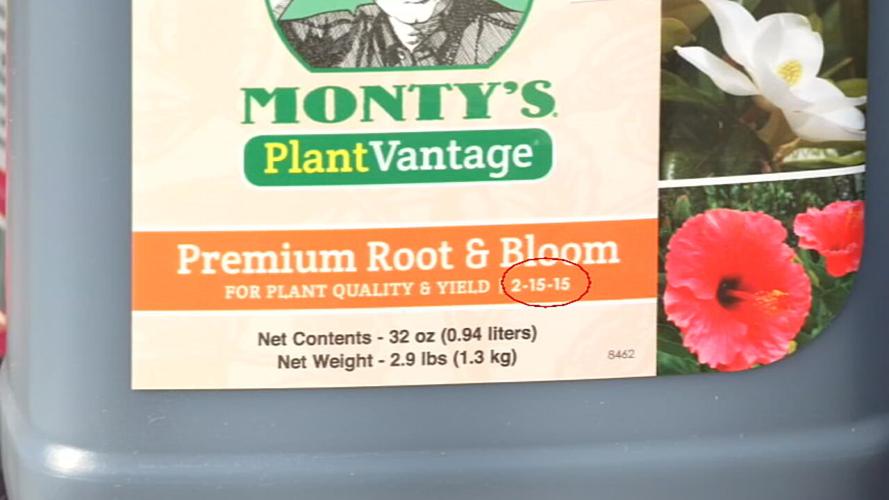 MONTY'S
PlantVantage
Premium Root & Bloom
FOR PLANT QUALITY & YIELD | 2-15-15
Net Contents - 32 oz (0.94 liters)
Net Weight - 2.9 lbs (1.3 kg)
8462